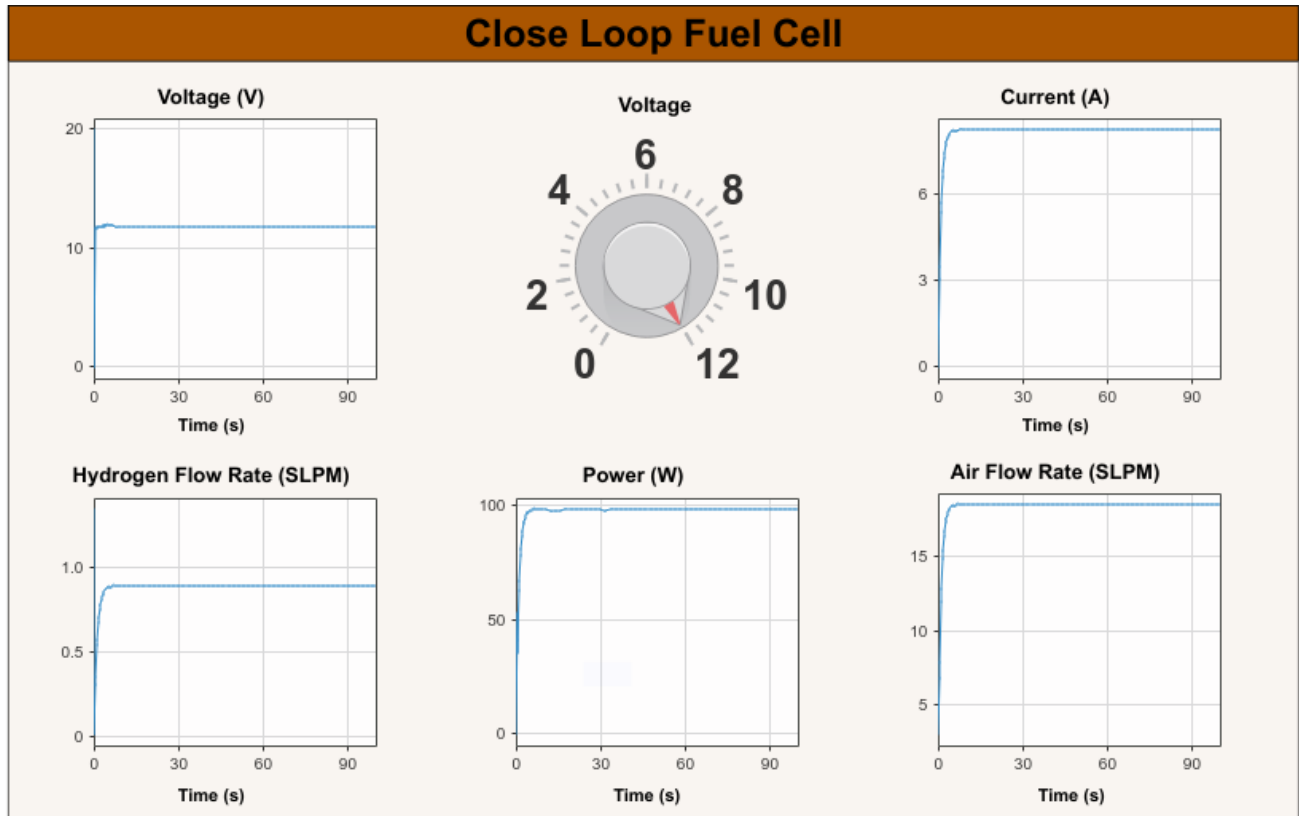 Close Loop Fuel Cell
Voltage (V)
20
10
0
0 30 60 90
Time (s)
Voltage
0 2 4 6 8 10 12
Current (A)
6
3
0
0 30 60 90
Time (s)
Hydrogen Flow Rate (SLPM)
1.0
0.5
0
0 30 60 90
Time (s)
Power (W)
100
50
0
0 30 60 90
Time (s)
Air Flow Rate (SLPM)
15
10
5
0 30 60 90
Time (s)